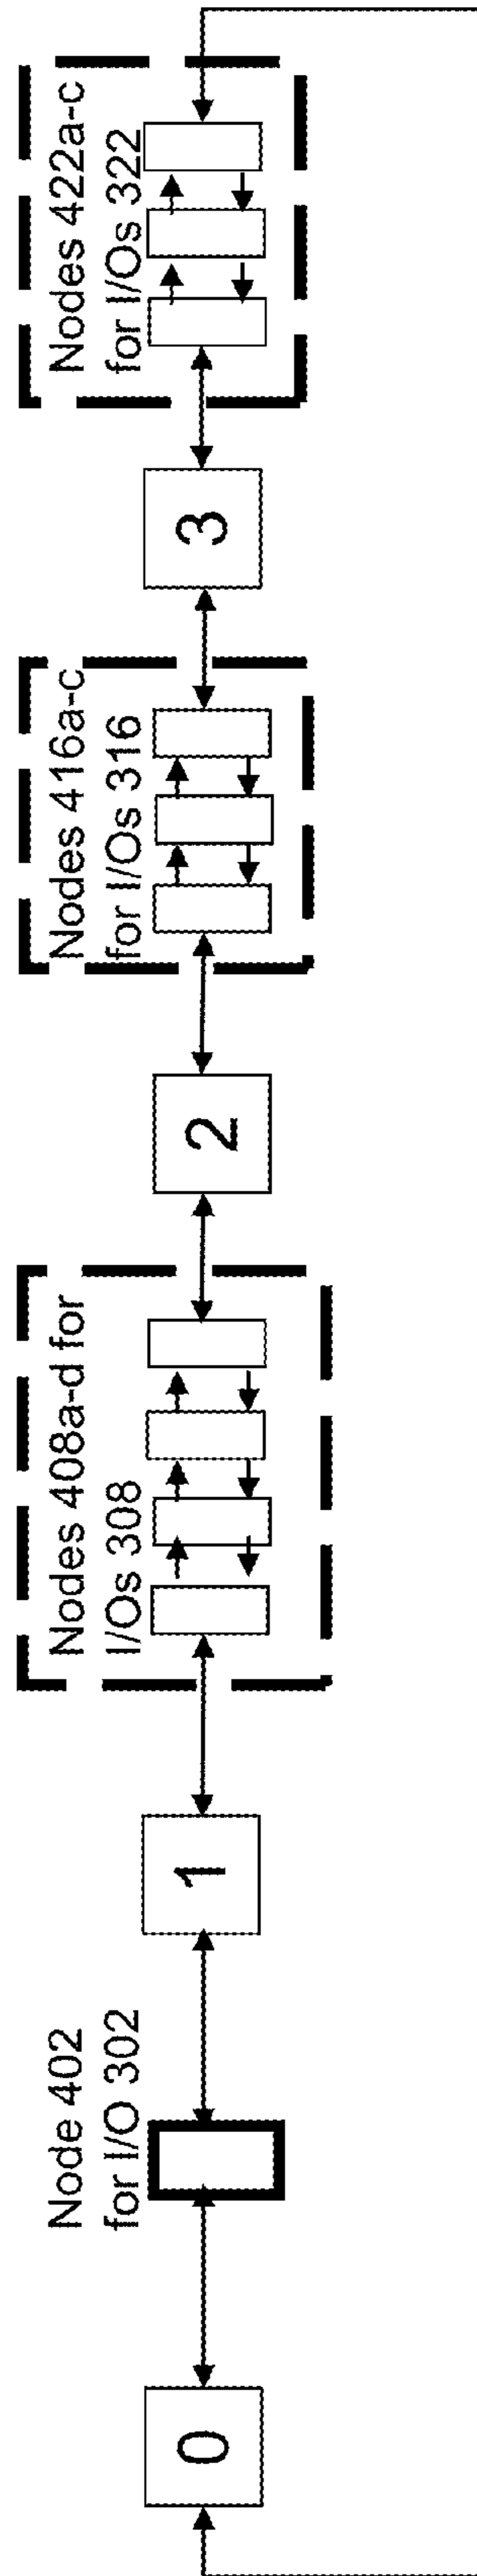 0
Node 402
for I/O 302
1
Nodes 408a-d for
I/Os 308
2
Nodes 416a-c
for I/Os 316
3
Nodes 422a-c
for I/Os 322